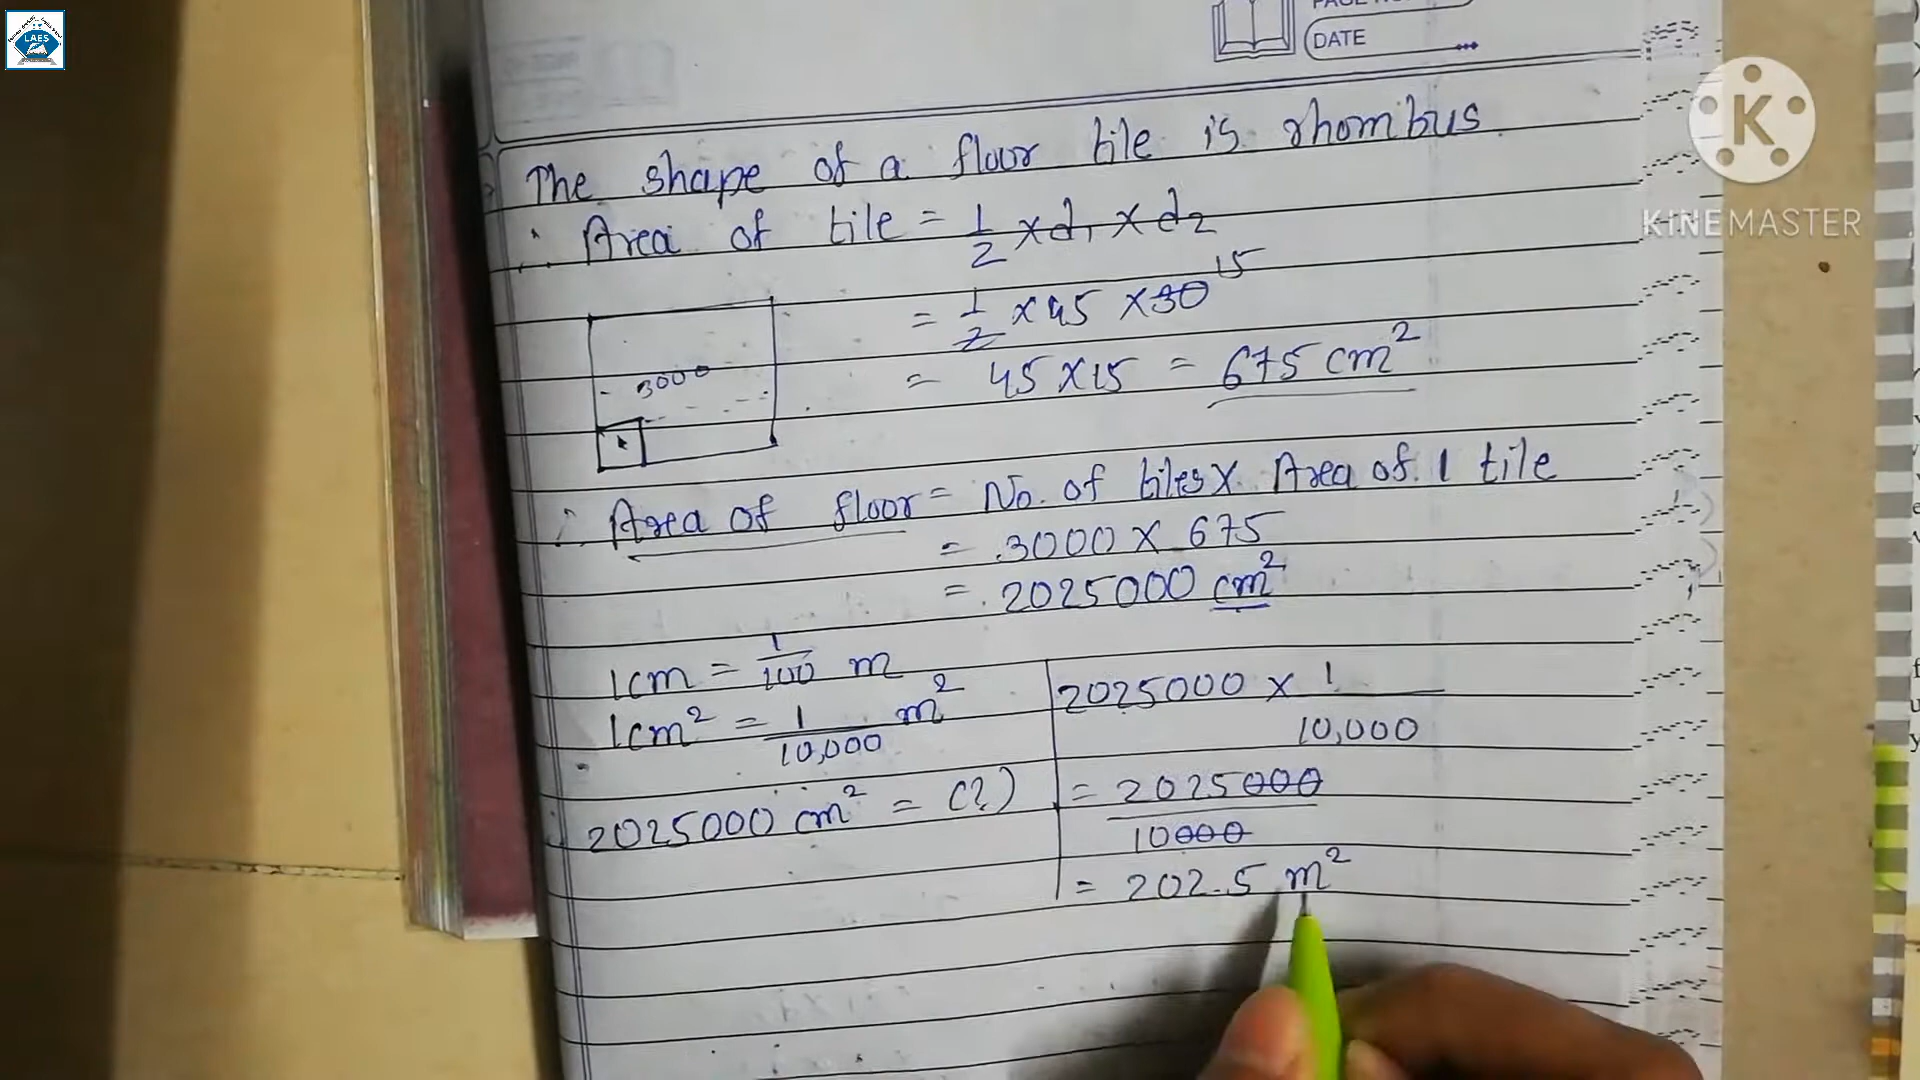 LAES
DATE
KINEMASTER
The shape of a floor tile is rhombus.
∴ Area of tile = 1/2 x d1 x d2
= 1/2 x 45 x 30 15
= 45 x 15 = 675 cm²
3000
∴ Area of floor = No. of tiles x Area of 1 tile
= 3000 x 675
= 2025000 cm²
1cm = 1/100 m
1cm² = 1/10,000 m²
2025000 cm² = (?)
2025000 x 1/10,000
= 2025000/10000
= 202.5 m²